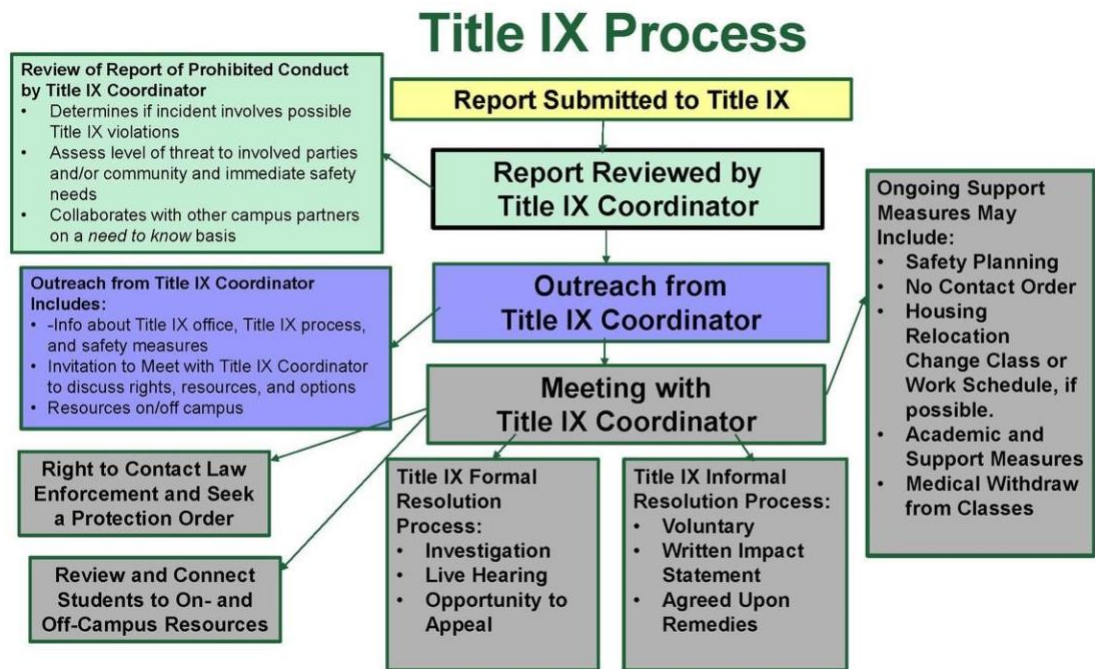 Title IX Process
Review of Report of Prohibited Conduct
by Title IX Coordinator
• Determines if incident involves possible
Title IX violations
• Assess level of threat to involved parties
and/or community and immediate safety
needs
• Collaborates with other campus partners
on a need to know basis
Report Submitted to Title IX
Report Reviewed by
Title IX Coordinator
Outreach from Title IX Coordinator
Includes:
• -Info about Title IX office, Title IX process,
and safety measures
• Invitation to Meet with Title IX Coordinator
to discuss rights, resources, and options
• Resources on/off campus
Outreach from
Title IX Coordinator
Meeting with
Title IX Coordinator
Ongoing Support
Measures May
Include:
• Safety Planning
• No Contact Order
• Housing
Relocation
Change Class or
Work Schedule, if
possible.
• Academic and
Support Measures
• Medical Withdraw
from Classes
Right to Contact Law
Enforcement and Seek
a Protection Order
Review and Connect
Students to On- and
Off-Campus Resources
Title IX Formal
Resolution
Process:
• Investigation
• Live Hearing
• Opportunity to
Appeal
Title IX Informal
Resolution Process:
• Voluntary
• Written Impact
Statement
• Agreed Upon
Remedies